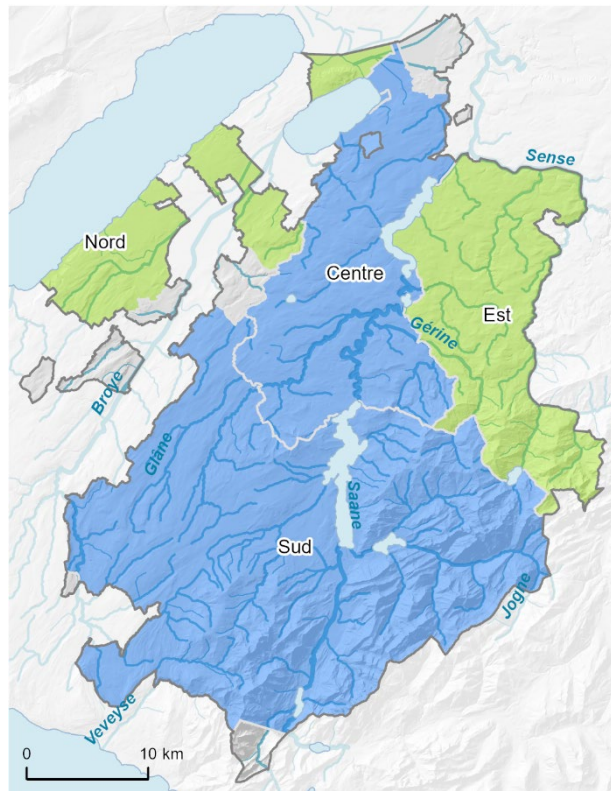 Sense
Nord
Centre
Est
Gérine
Broye
Glâne
Saane
Sud
Jogne
Veveyse
0 10 km